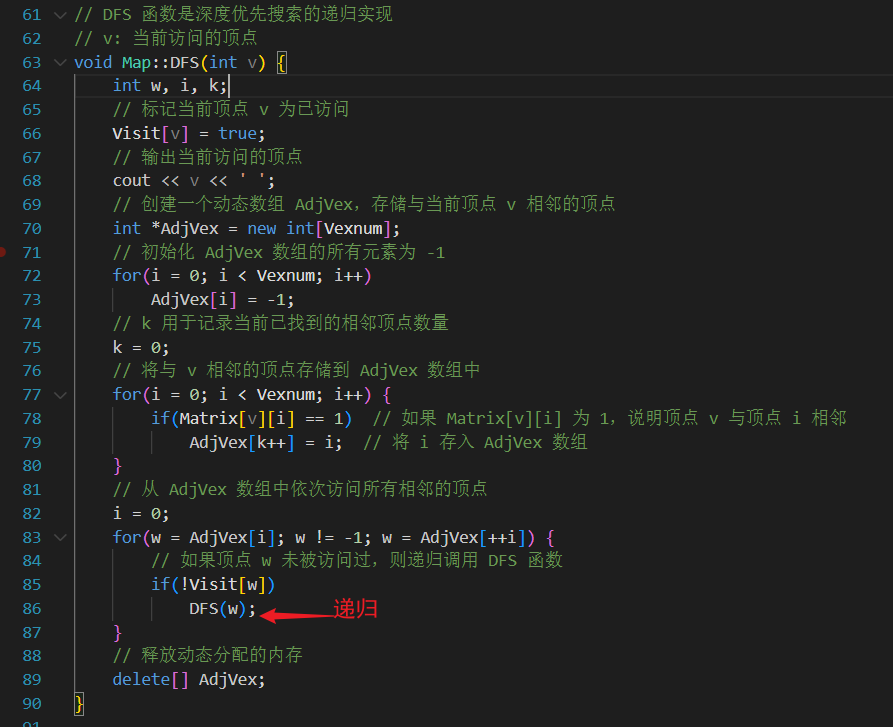 61 // DFS 函数是深度优先搜索的递归实现
62 // v: 当前访问的顶点
63 void Map::DFS(int v) {
64     int w, i, k;
65     // 标记当前顶点 v 为已访问
66     Visit[v] = true;
67     // 输出当前访问的顶点
68     cout << v << ' ';
69     // 创建一个动态数组 AdjVex，存储与当前顶点 v 相邻的顶点
70     int *AdjVex = new int[Vexnum];
71     // 初始化 AdjVex 数组的所有元素为 -1
72     for(i = 0; i < Vexnum; i++)
73         AdjVex[i] = -1;
74     // k 用于记录当前已找到的相邻顶点数量
75     k = 0;
76     // 将与 v 相邻的顶点存储到 AdjVex 数组中
77     for(i = 0; i < Vexnum; i++) {
78         if(Matrix[v][i] == 1)  // 如果 Matrix[v][i] 为 1，说明顶点 v 与顶点 i 相邻
79             AdjVex[k++] = i;  // 将 i 存入 AdjVex 数组
80     }
81     // 从 AdjVex 数组中依次访问所有相邻的顶点
82     i = 0;
83     for(w = AdjVex[i]; w != -1; w = AdjVex[++i]) {
84         // 如果顶点 w 未被访问过，则递归调用 DFS 函数
85         if(!Visit[w])
86             DFS(w); 递归
87     }
88     // 释放动态分配的内存
89     delete[] AdjVex;
90 }
91